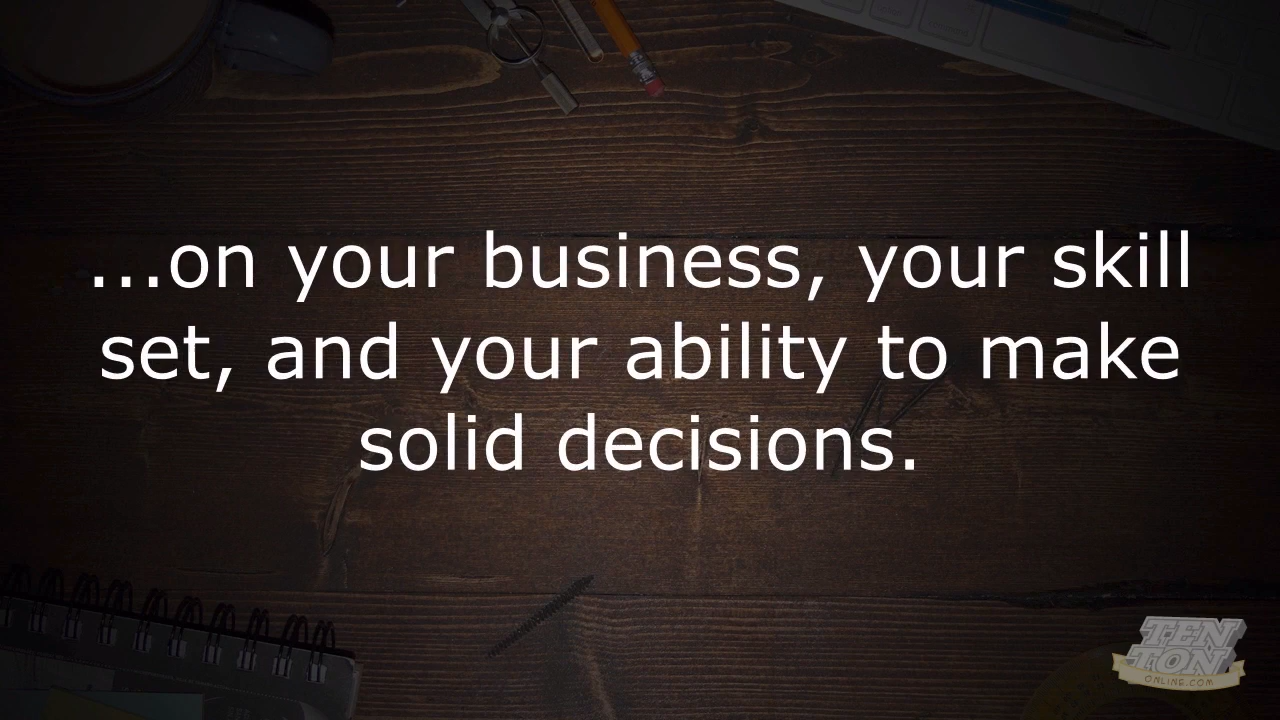 ...on your business, your skill
set, and your ability to make
solid decisions.
TEN
TON
ONLINE.COM